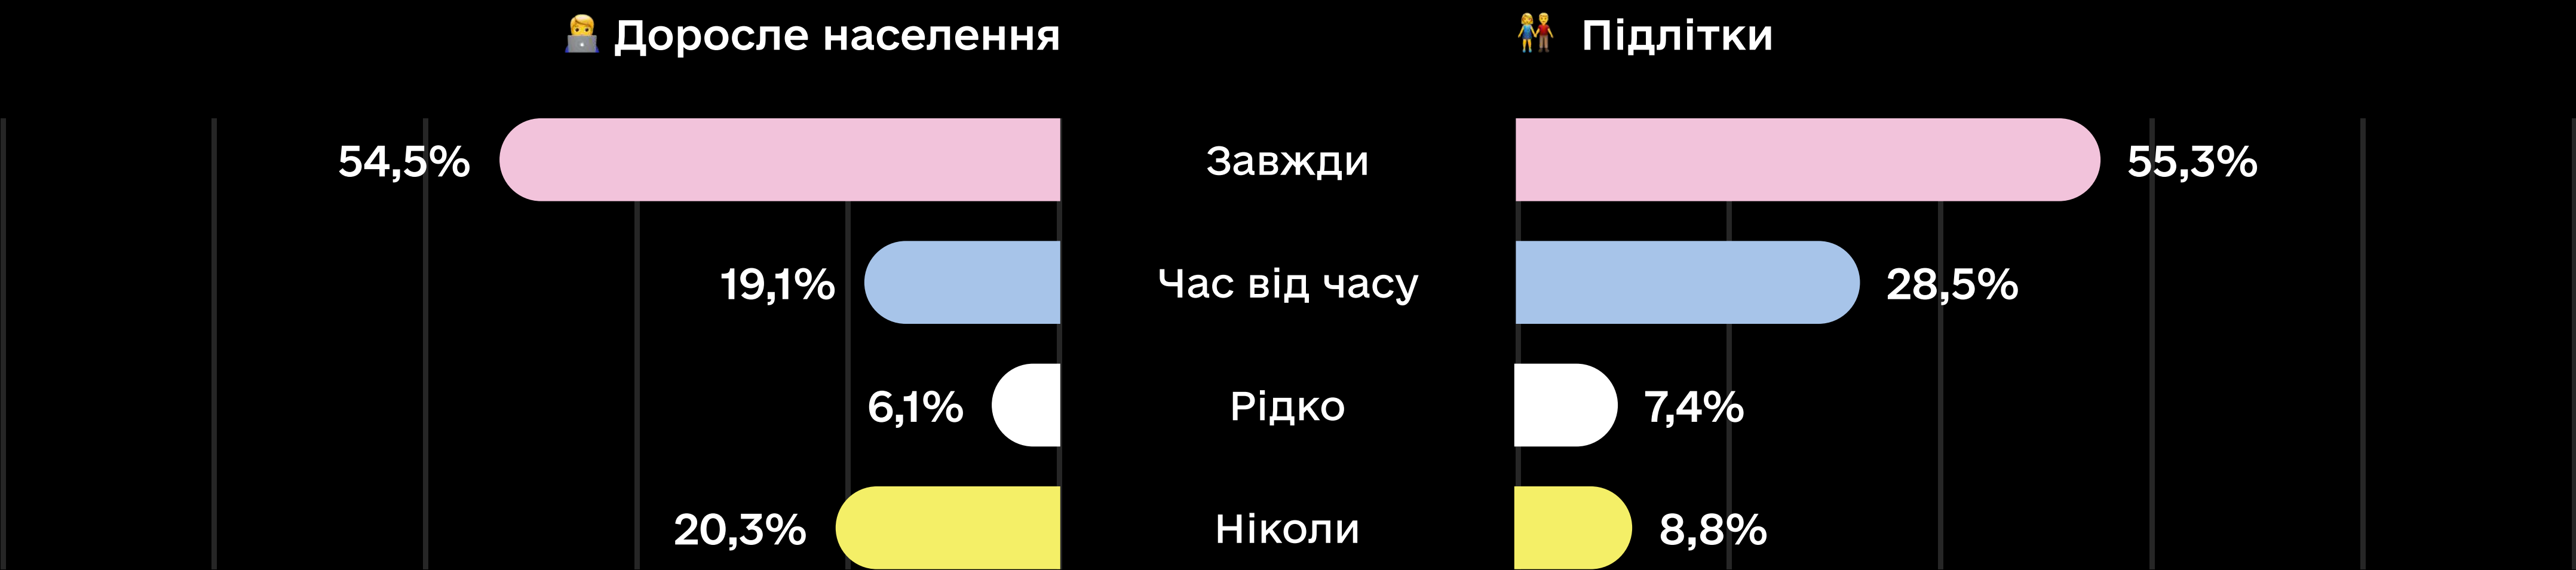 Доросле населення Підлітки
54,5% Завжди 55,3%
19,1% Час від часу 28,5%
6,1% Рідко 7,4%
20,3% Ніколи 8,8%